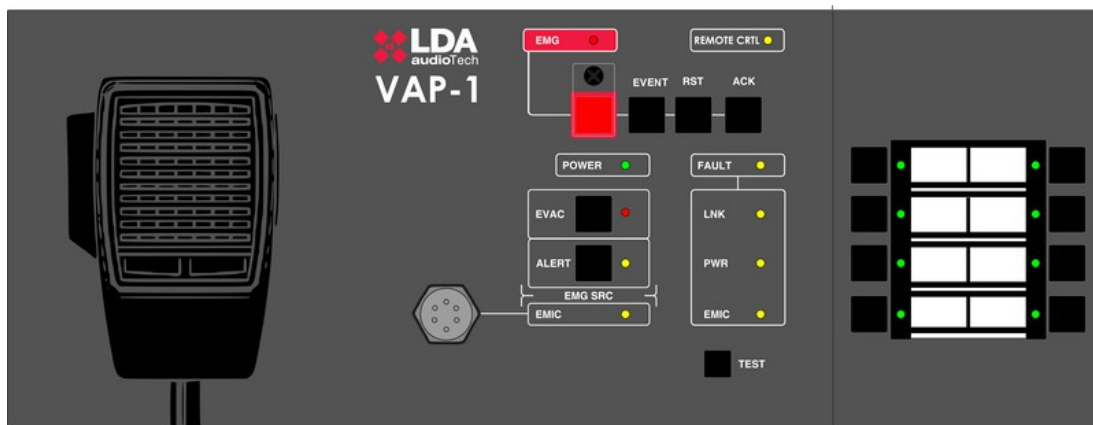 LDA
audioTech
VAP-1
EMG
REMOTE CRTL
EVENT
RST
ACK
POWER
FAULT
EVAC
LNK
ALERT
PWR
EMG SRC
EMIC
EMIC
TEST